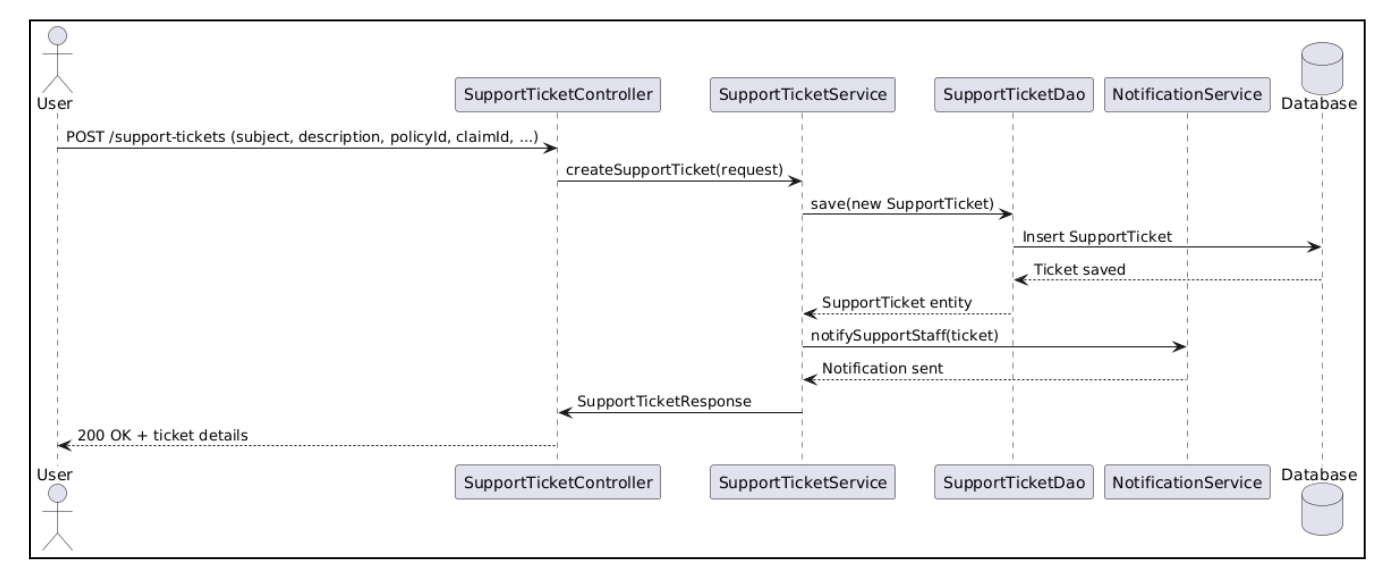 User
SupportTicketController
SupportTicketService
SupportTicketDao
NotificationService
Database
POST /support-tickets (subject, description, policyId, claimId, ...)
createSupportTicket(request)
save(new SupportTicket)
Insert SupportTicket
Ticket saved
SupportTicket entity
notifySupportStaff(ticket)
Notification sent
SupportTicketResponse
200 OK + ticket details
User
SupportTicketController
SupportTicketService
SupportTicketDao
NotificationService
Database